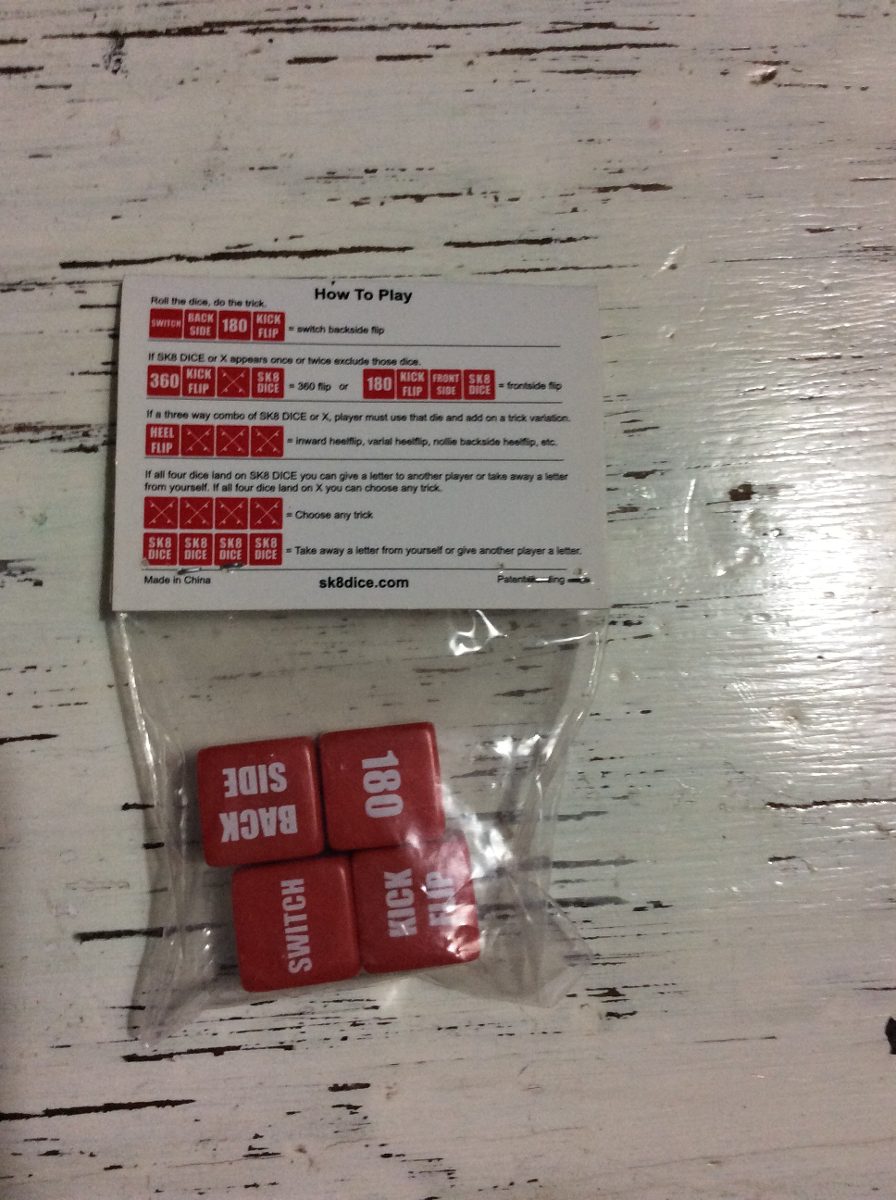 How To Play
Roll the dice, do the trick.
SWITCH BACK SIDE 180 KICK FLIP = switch backside flip
If SK8 DICE or X appears once or twice exclude those dice.
360 KICK FLIP SK8 DICE = 360 flip or 180 KICK FLIP FRONT SIDE SK8 DICE = frontside flip
If a three way combo of SK8 DICE or X, player must use that die and add on a trick variation.
HEEL FLIP = inward heelflip, varial heelflip, nollie backside heelflip, etc.
If all four dice land on SK8 DICE you can give a letter to another player or take away a letter
from yourself. If all four dice land on X you can choose any trick.
= Choose any trick
SK8 DICE SK8 DICE SK8 DICE SK8 DICE = Take away a letter from yourself or give another player a letter.
Made in China sk8dice.com Patent
BACK
SIDE
180
SWITCH
KICK
FLIP